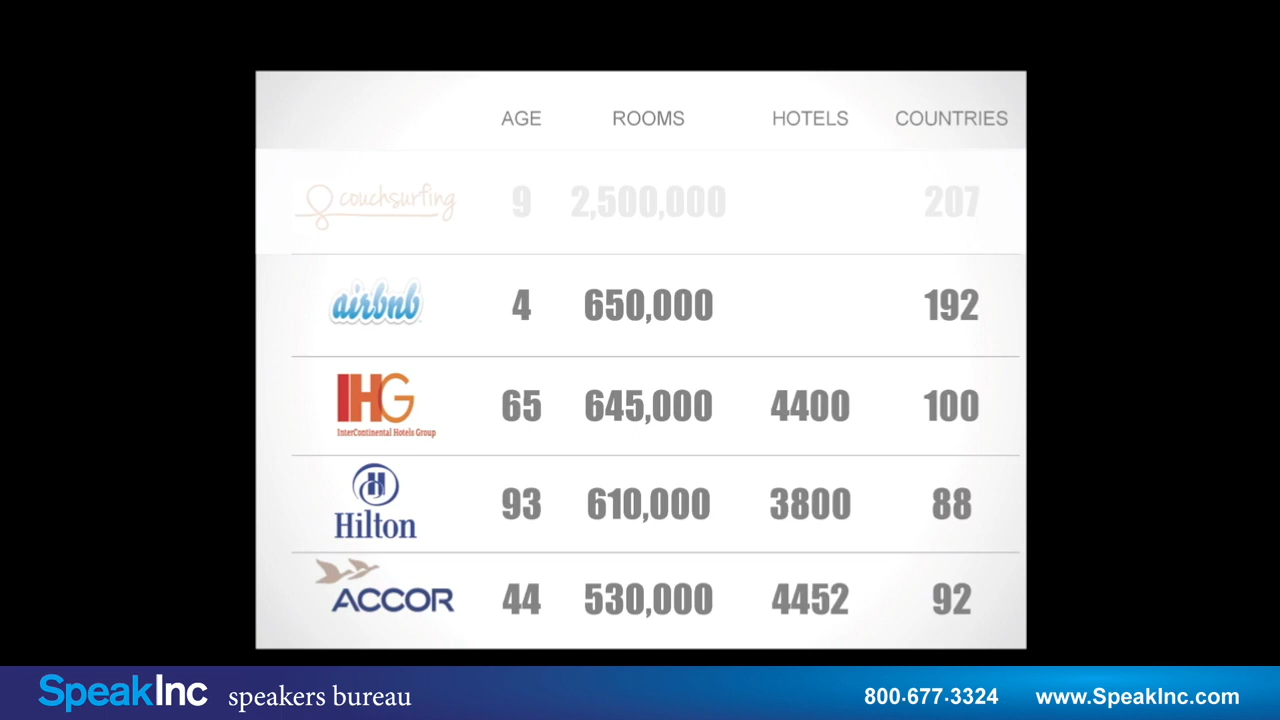 AGE ROOMS HOTELS COUNTRIES
couchsurfing 9 2,500,000 207
airbnb 4 650,000 192
IHG 65 645,000 4400 100
InterContinental Hotels Group
Hilton 93 610,000 3800 88
ACCOR 44 530,000 4452 92
SpeakInc speakers bureau 800-677-3324 www.SpeakInc.com